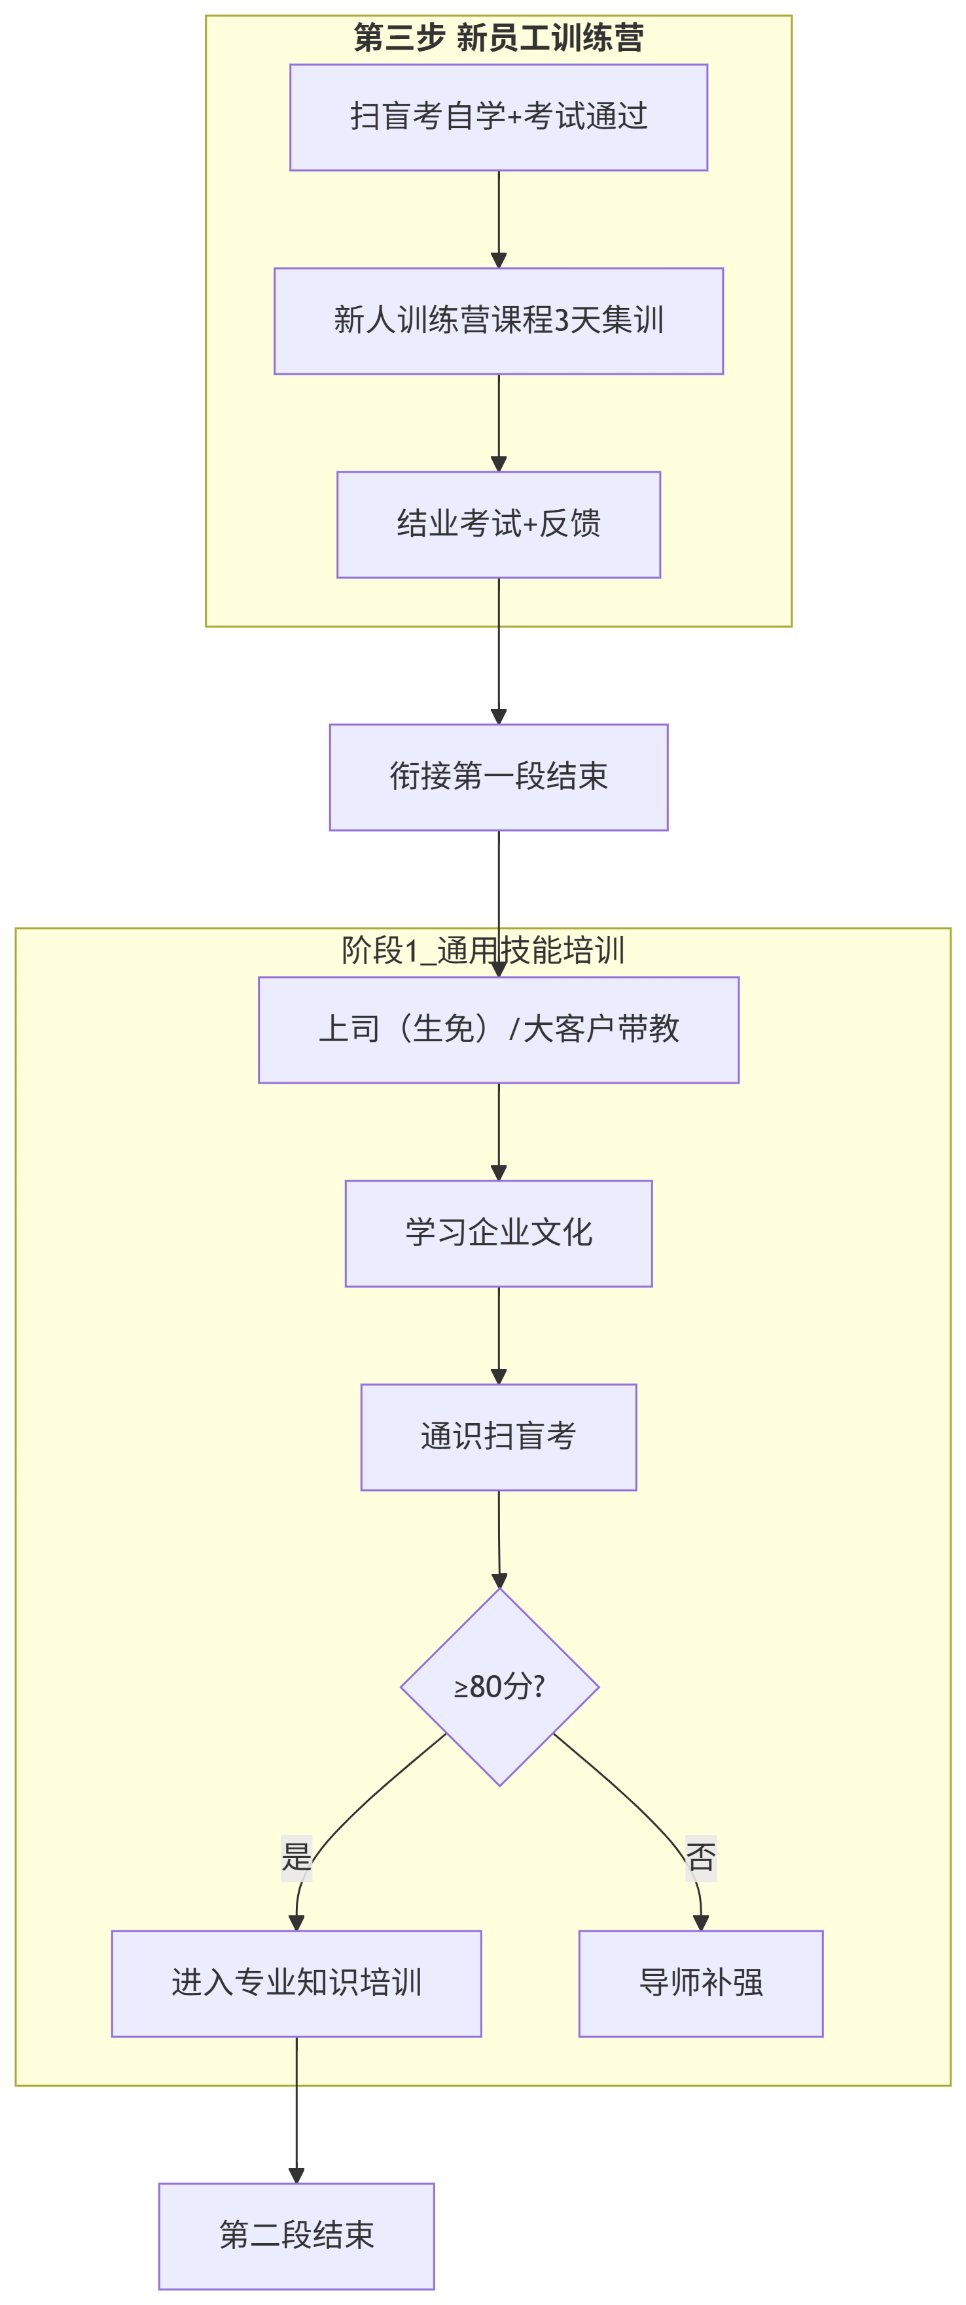 第三步 新员工训练营
扫盲考自学+考试通过
新人训练营课程3天集训
结业考试+反馈
衔接第一段结束
阶段1_通用技能培训
上司（生免）/大客户带教
学习企业文化
通识扫盲考
≥80分?
是
否
进入专业知识培训
导师补强
第二段结束